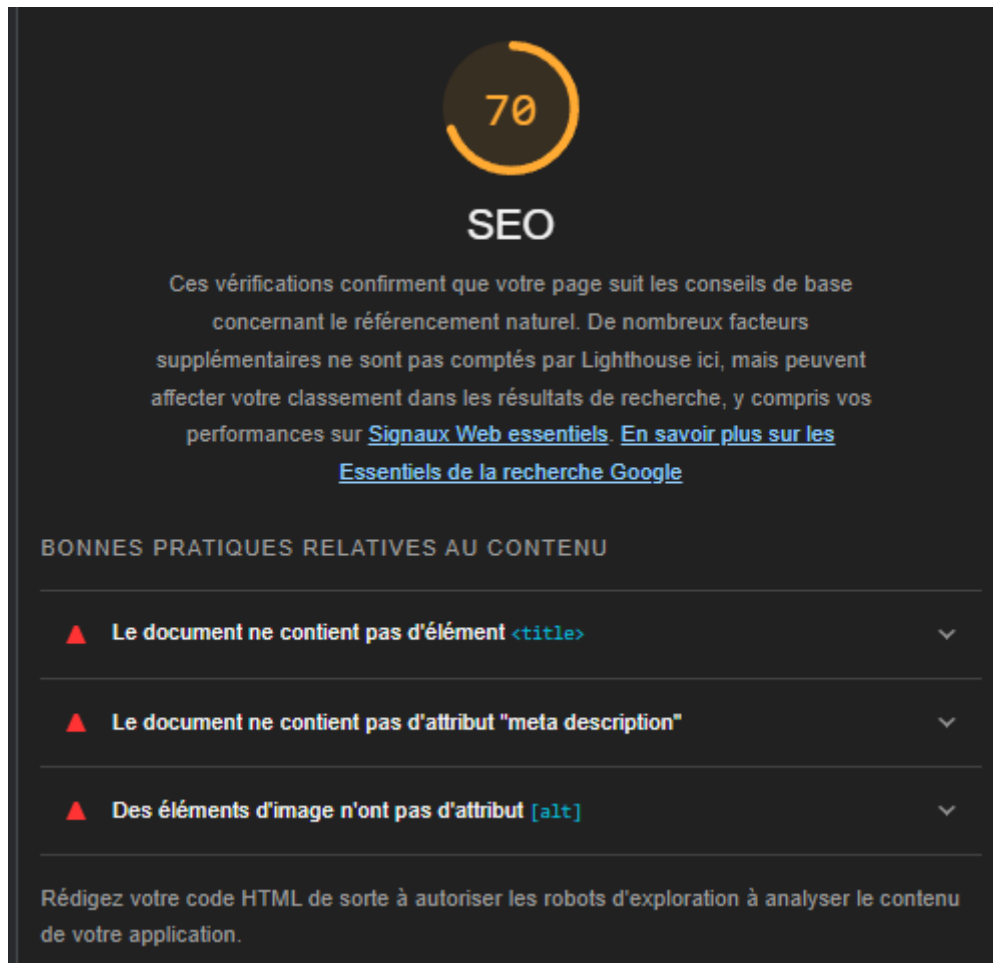 70
SEO
Ces vérifications confirment que votre page suit les conseils de base
concernant le référencement naturel. De nombreux facteurs
supplémentaires ne sont pas comptés par Lighthouse ici, mais peuvent
affecter votre classement dans les résultats de recherche, y compris vos
performances sur Signaux Web essentiels. En savoir plus sur les
Essentiels de la recherche Google
BONNES PRATIQUES RELATIVES AU CONTENU
Le document ne contient pas d'élément <title>
Le document ne contient pas d'attribut "meta description"
Des éléments d'image n'ont pas d'attribut [alt]
Rédigez votre code HTML de sorte à autoriser les robots d'exploration à analyser le contenu
de votre application.